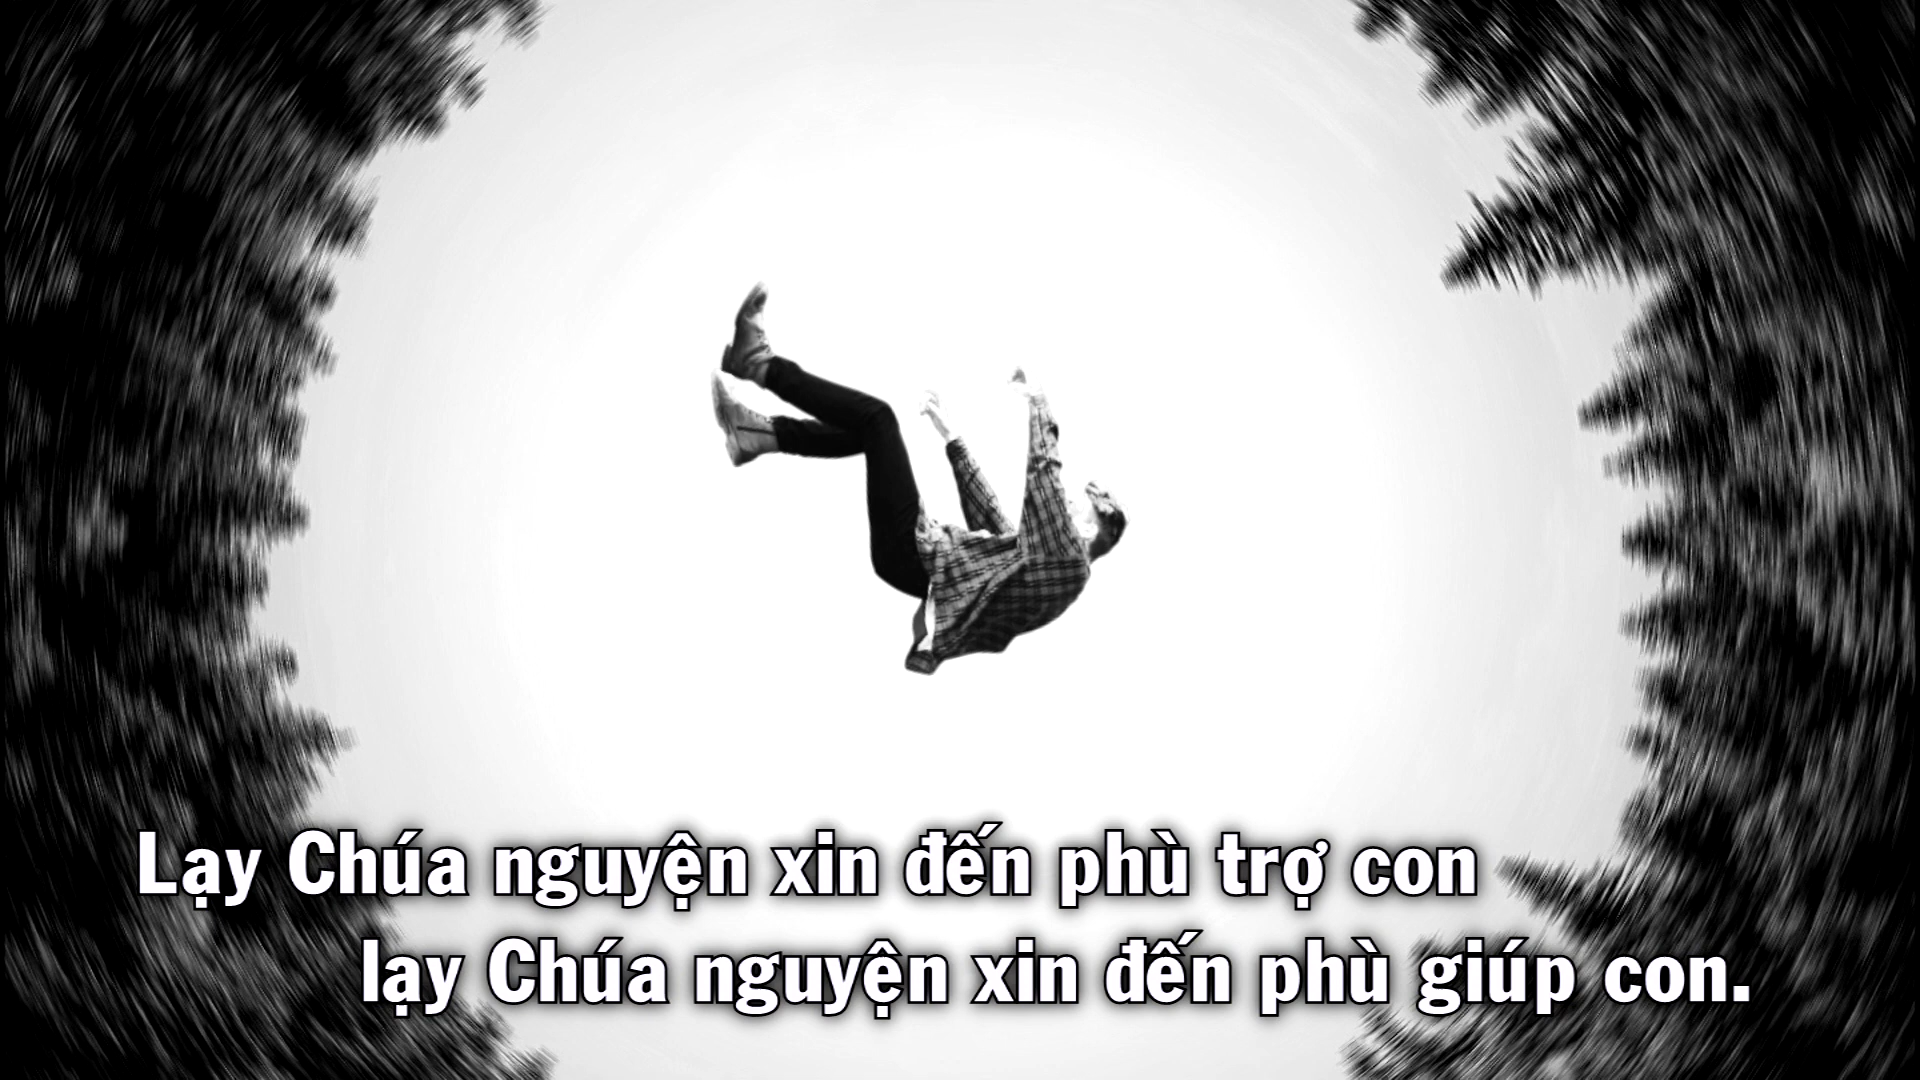 Lạy Chúa nguyện xin đến phù trợ con
lạy Chúa nguyện xin đến phù giúp con.